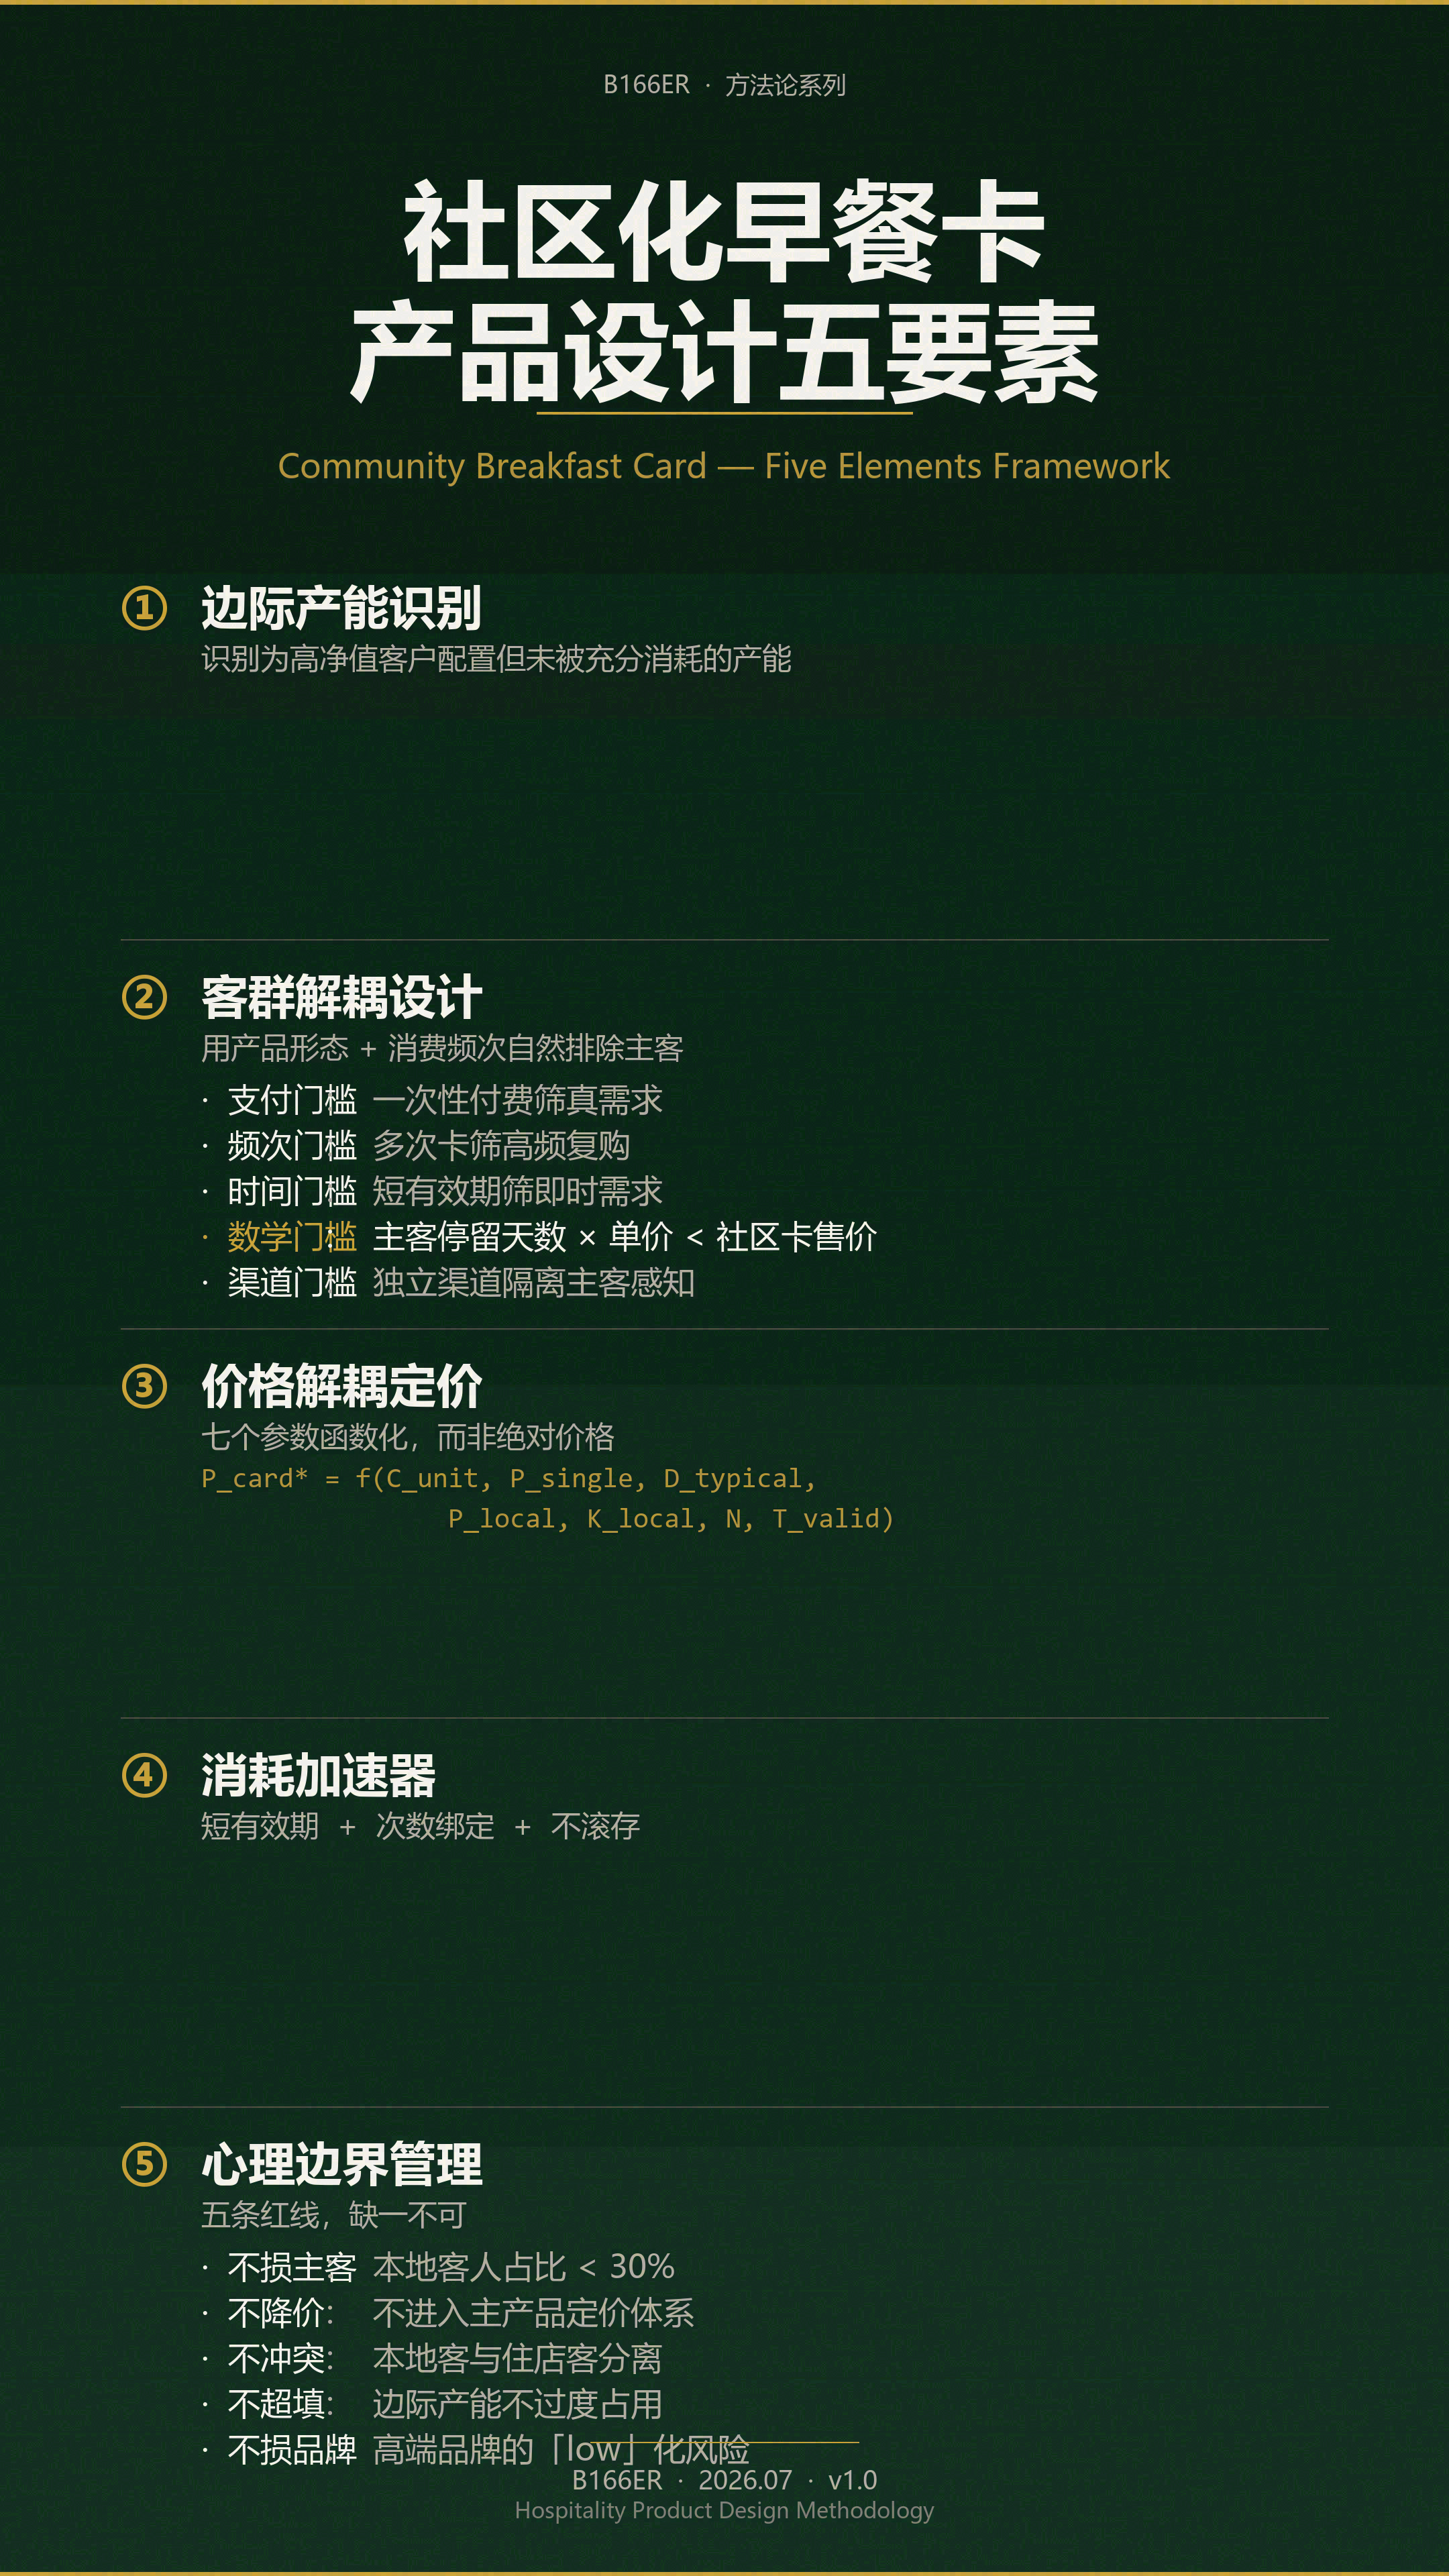 B166ER · 方法论系列
社区化早餐卡
产品设计五要素
Community Breakfast Card — Five Elements Framework
① 边际产能识别
识别为高净值客户配置但未被充分消耗的产能
② 客群解耦设计
用产品形态 + 消费频次自然排除主客
· 支付门槛 一次性付费筛真需求
· 频次门槛 多次卡筛高频复购
· 时间门槛 短有效期筛即时需求
· 数学门槛 主客停留天数 × 单价 < 社区卡售价
· 渠道门槛 独立渠道隔离主客感知
③ 价格解耦定价
七个参数函数化，而非绝对价格
P_card* = f(C_unit, P_single, D_typical,
P_local, K_local, N, T_valid)
④ 消耗加速器
短有效期 + 次数绑定 + 不滚存
⑤ 心理边界管理
五条红线，缺一不可
· 不损主客 本地客人占比 < 30%
· 不降价： 不进入主产品定价体系
· 不冲突： 本地客与住店客分离
· 不超填： 边际产能不过度占用
· 不损品牌 高端品牌的「low」化风险
B166ER · 2026.07 · v1.0
Hospitality Product Design Methodology